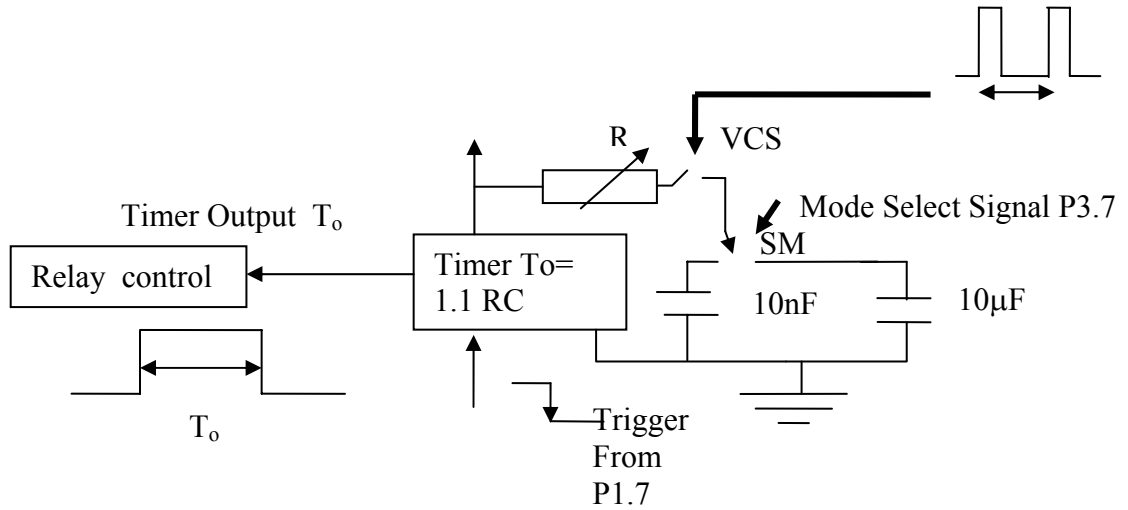 R
VCS
Timer Output Tₒ
Mode Select Signal P3.7
SM
Relay control
Timer To=
1.1 RC
10nF
10μF
Tₒ
Trigger
From
P1.7